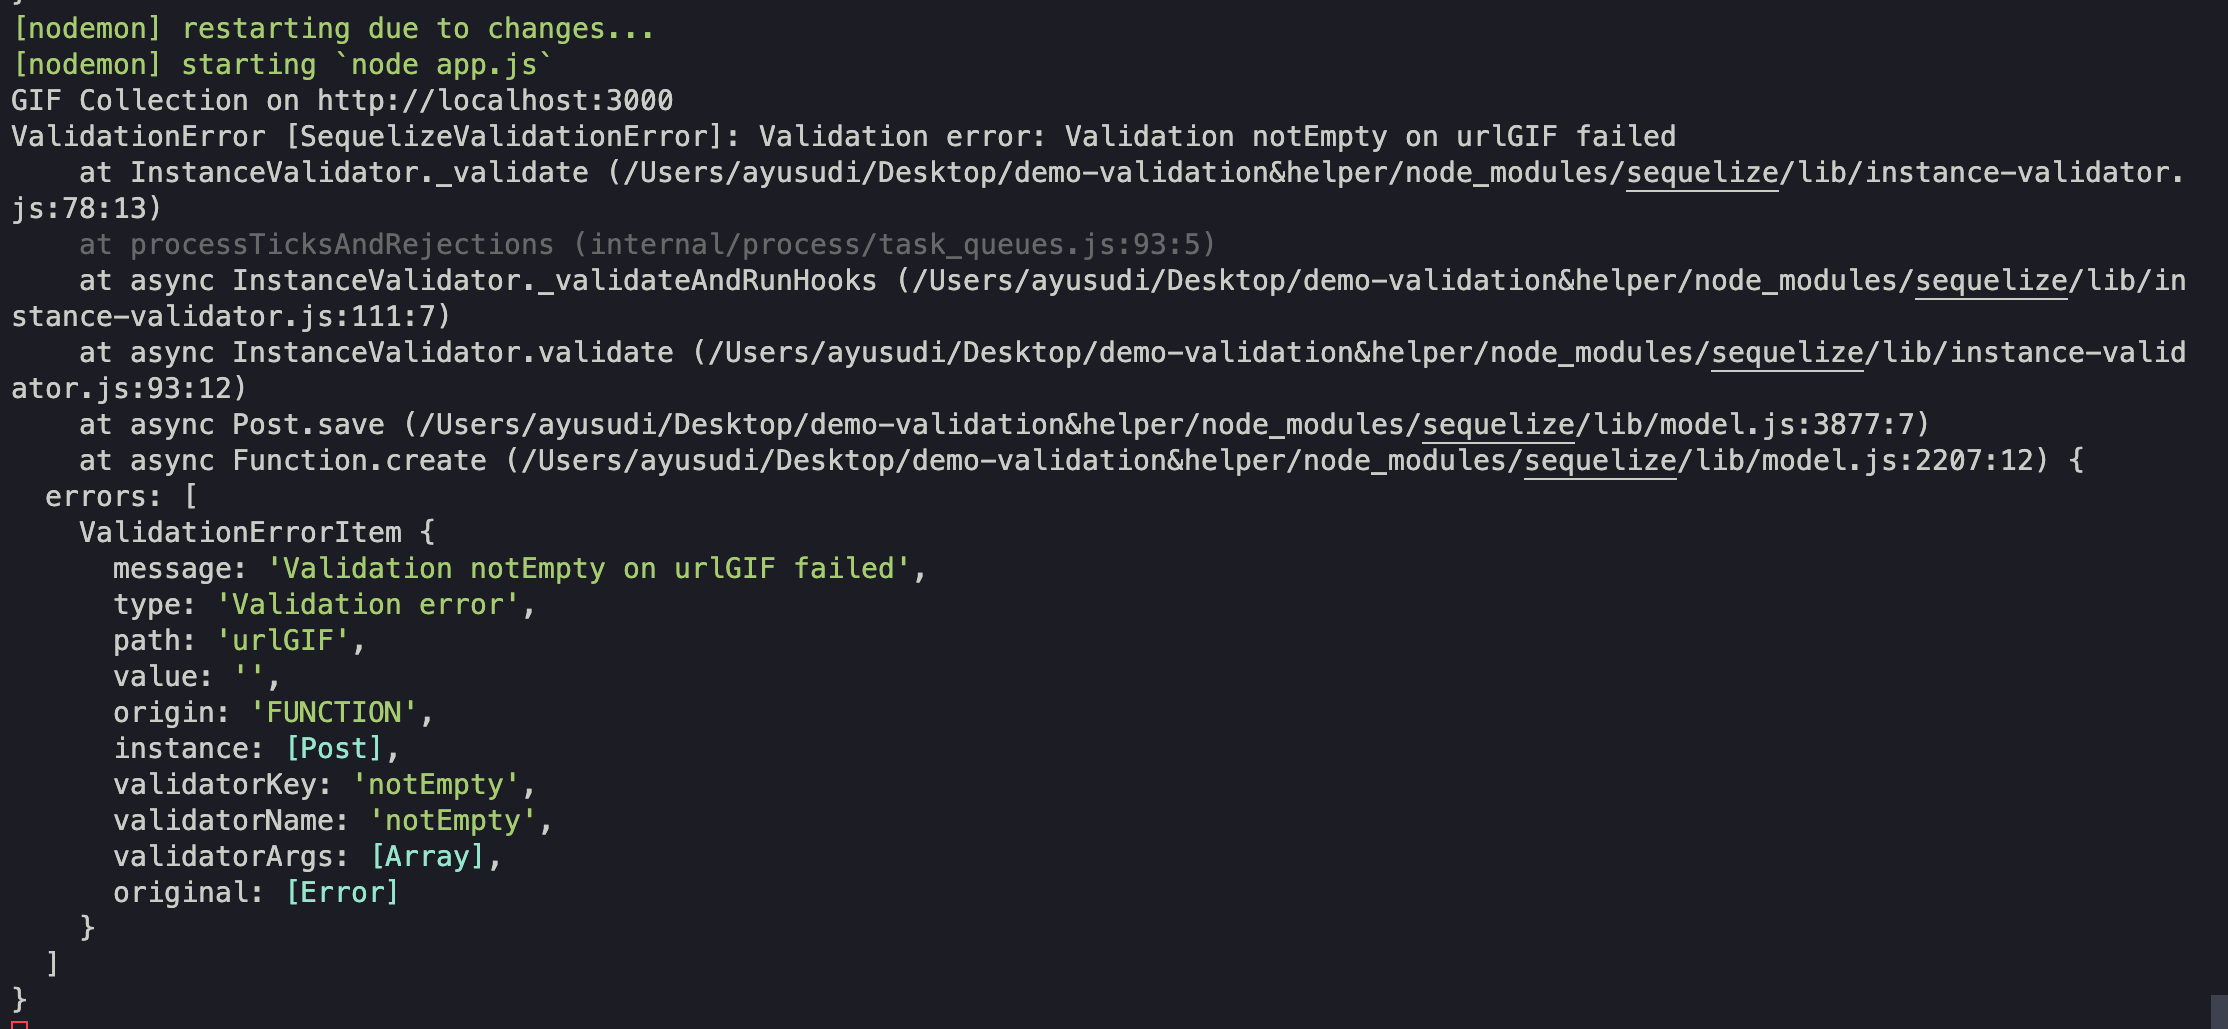 }
[nodemon] restarting due to changes...
[nodemon] starting `node app.js`
GIF Collection on http://localhost:3000
ValidationError [SequelizeValidationError]: Validation error: Validation notEmpty on urlGIF failed
    at InstanceValidator._validate (/Users/ayusudi/Desktop/demo-validation&helper/node_modules/sequelize/lib/instance-validator.
js:78:13)
    at processTicksAndRejections (internal/process/task_queues.js:93:5)
    at async InstanceValidator._validateAndRunHooks (/Users/ayusudi/Desktop/demo-validation&helper/node_modules/sequelize/lib/in
stance-validator.js:111:7)
    at async InstanceValidator.validate (/Users/ayusudi/Desktop/demo-validation&helper/node_modules/sequelize/lib/instance-valid
ator.js:93:12)
    at async Post.save (/Users/ayusudi/Desktop/demo-validation&helper/node_modules/sequelize/lib/model.js:3877:7)
    at async Function.create (/Users/ayusudi/Desktop/demo-validation&helper/node_modules/sequelize/lib/model.js:2207:12) {
  errors: [
    ValidationErrorItem {
      message: 'Validation notEmpty on urlGIF failed',
      type: 'Validation error',
      path: 'urlGIF',
      value: '',
      origin: 'FUNCTION',
      instance: [Post],
      validatorKey: 'notEmpty',
      validatorName: 'notEmpty',
      validatorArgs: [Array],
      original: [Error]
    }
  ]
}